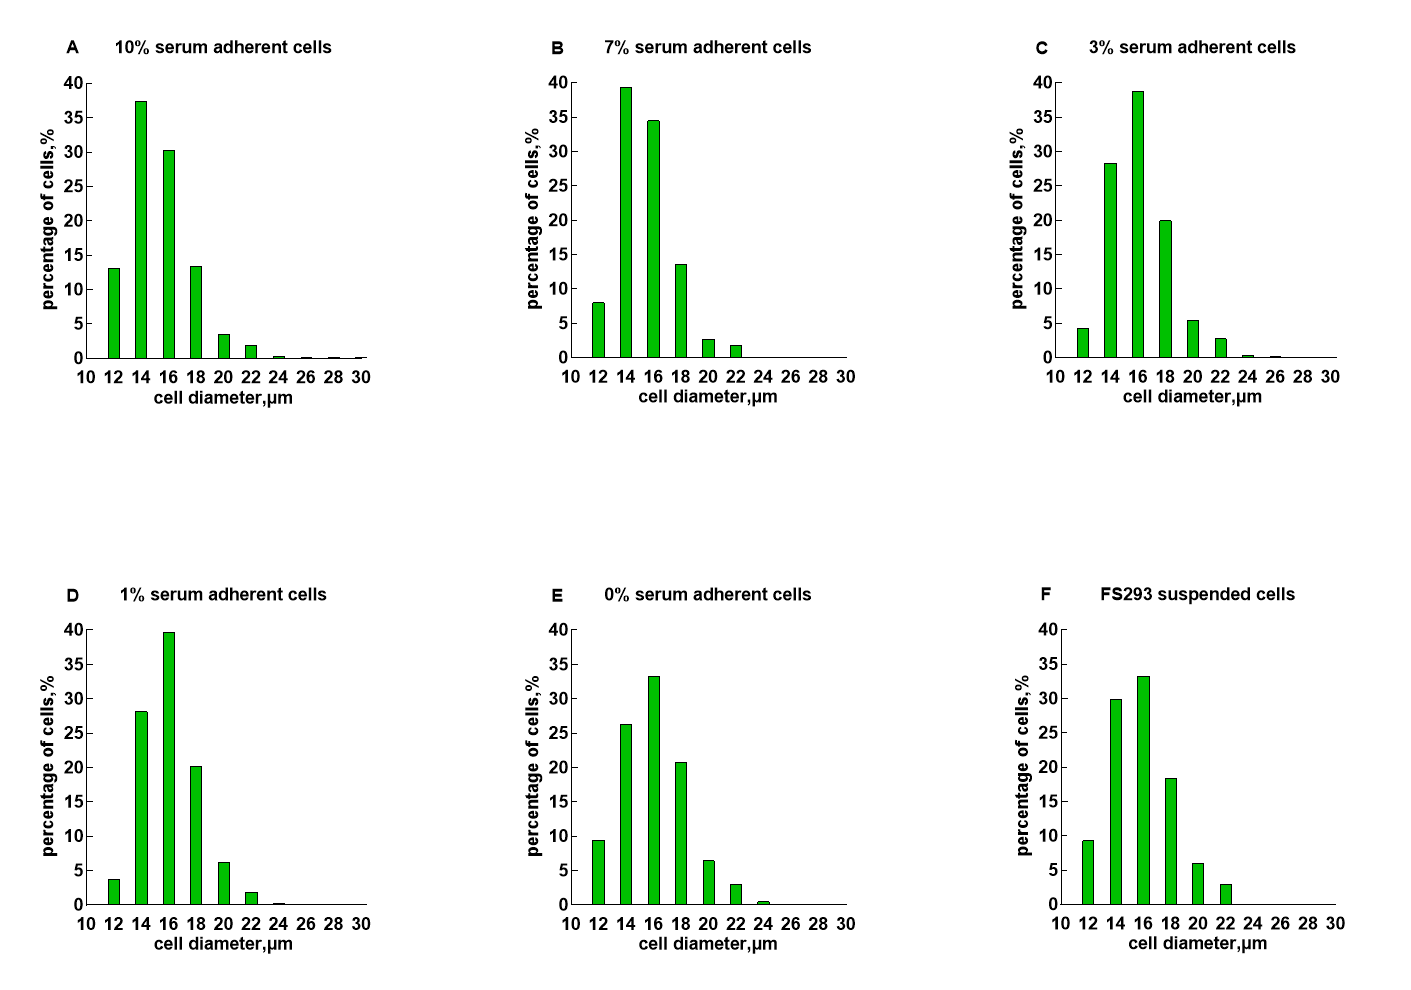 A 10% serum adherent cells
40
35
30
25
20
15
10
5
0
percentage of cells,%
10 12 14 16 18 20 22 24 26 28 30
cell diameter,µm
B 7% serum adherent cells
40
35
30
25
20
15
10
5
0
percentage of cells,%
10 12 14 16 18 20 22 24 26 28 30
cell diameter,µm
C 3% serum adherent cells
40
35
30
25
20
15
10
5
0
percentage of cells,%
10 12 14 16 18 20 22 24 26 28 30
cell diameter,µm
D 1% serum adherent cells
40
35
30
25
20
15
10
5
0
percentage of cells,%
10 12 14 16 18 20 22 24 26 28 30
cell diameter,µm
E 0% serum adherent cells
40
35
30
25
20
15
10
5
0
percentage of cells,%
10 12 14 16 18 20 22 24 26 28 30
cell diameter,µm
F FS293 suspended cells
40
35
30
25
20
15
10
5
0
percentage of cells,%
10 12 14 16 18 20 22 24 26 28 30
cell diameter,µm